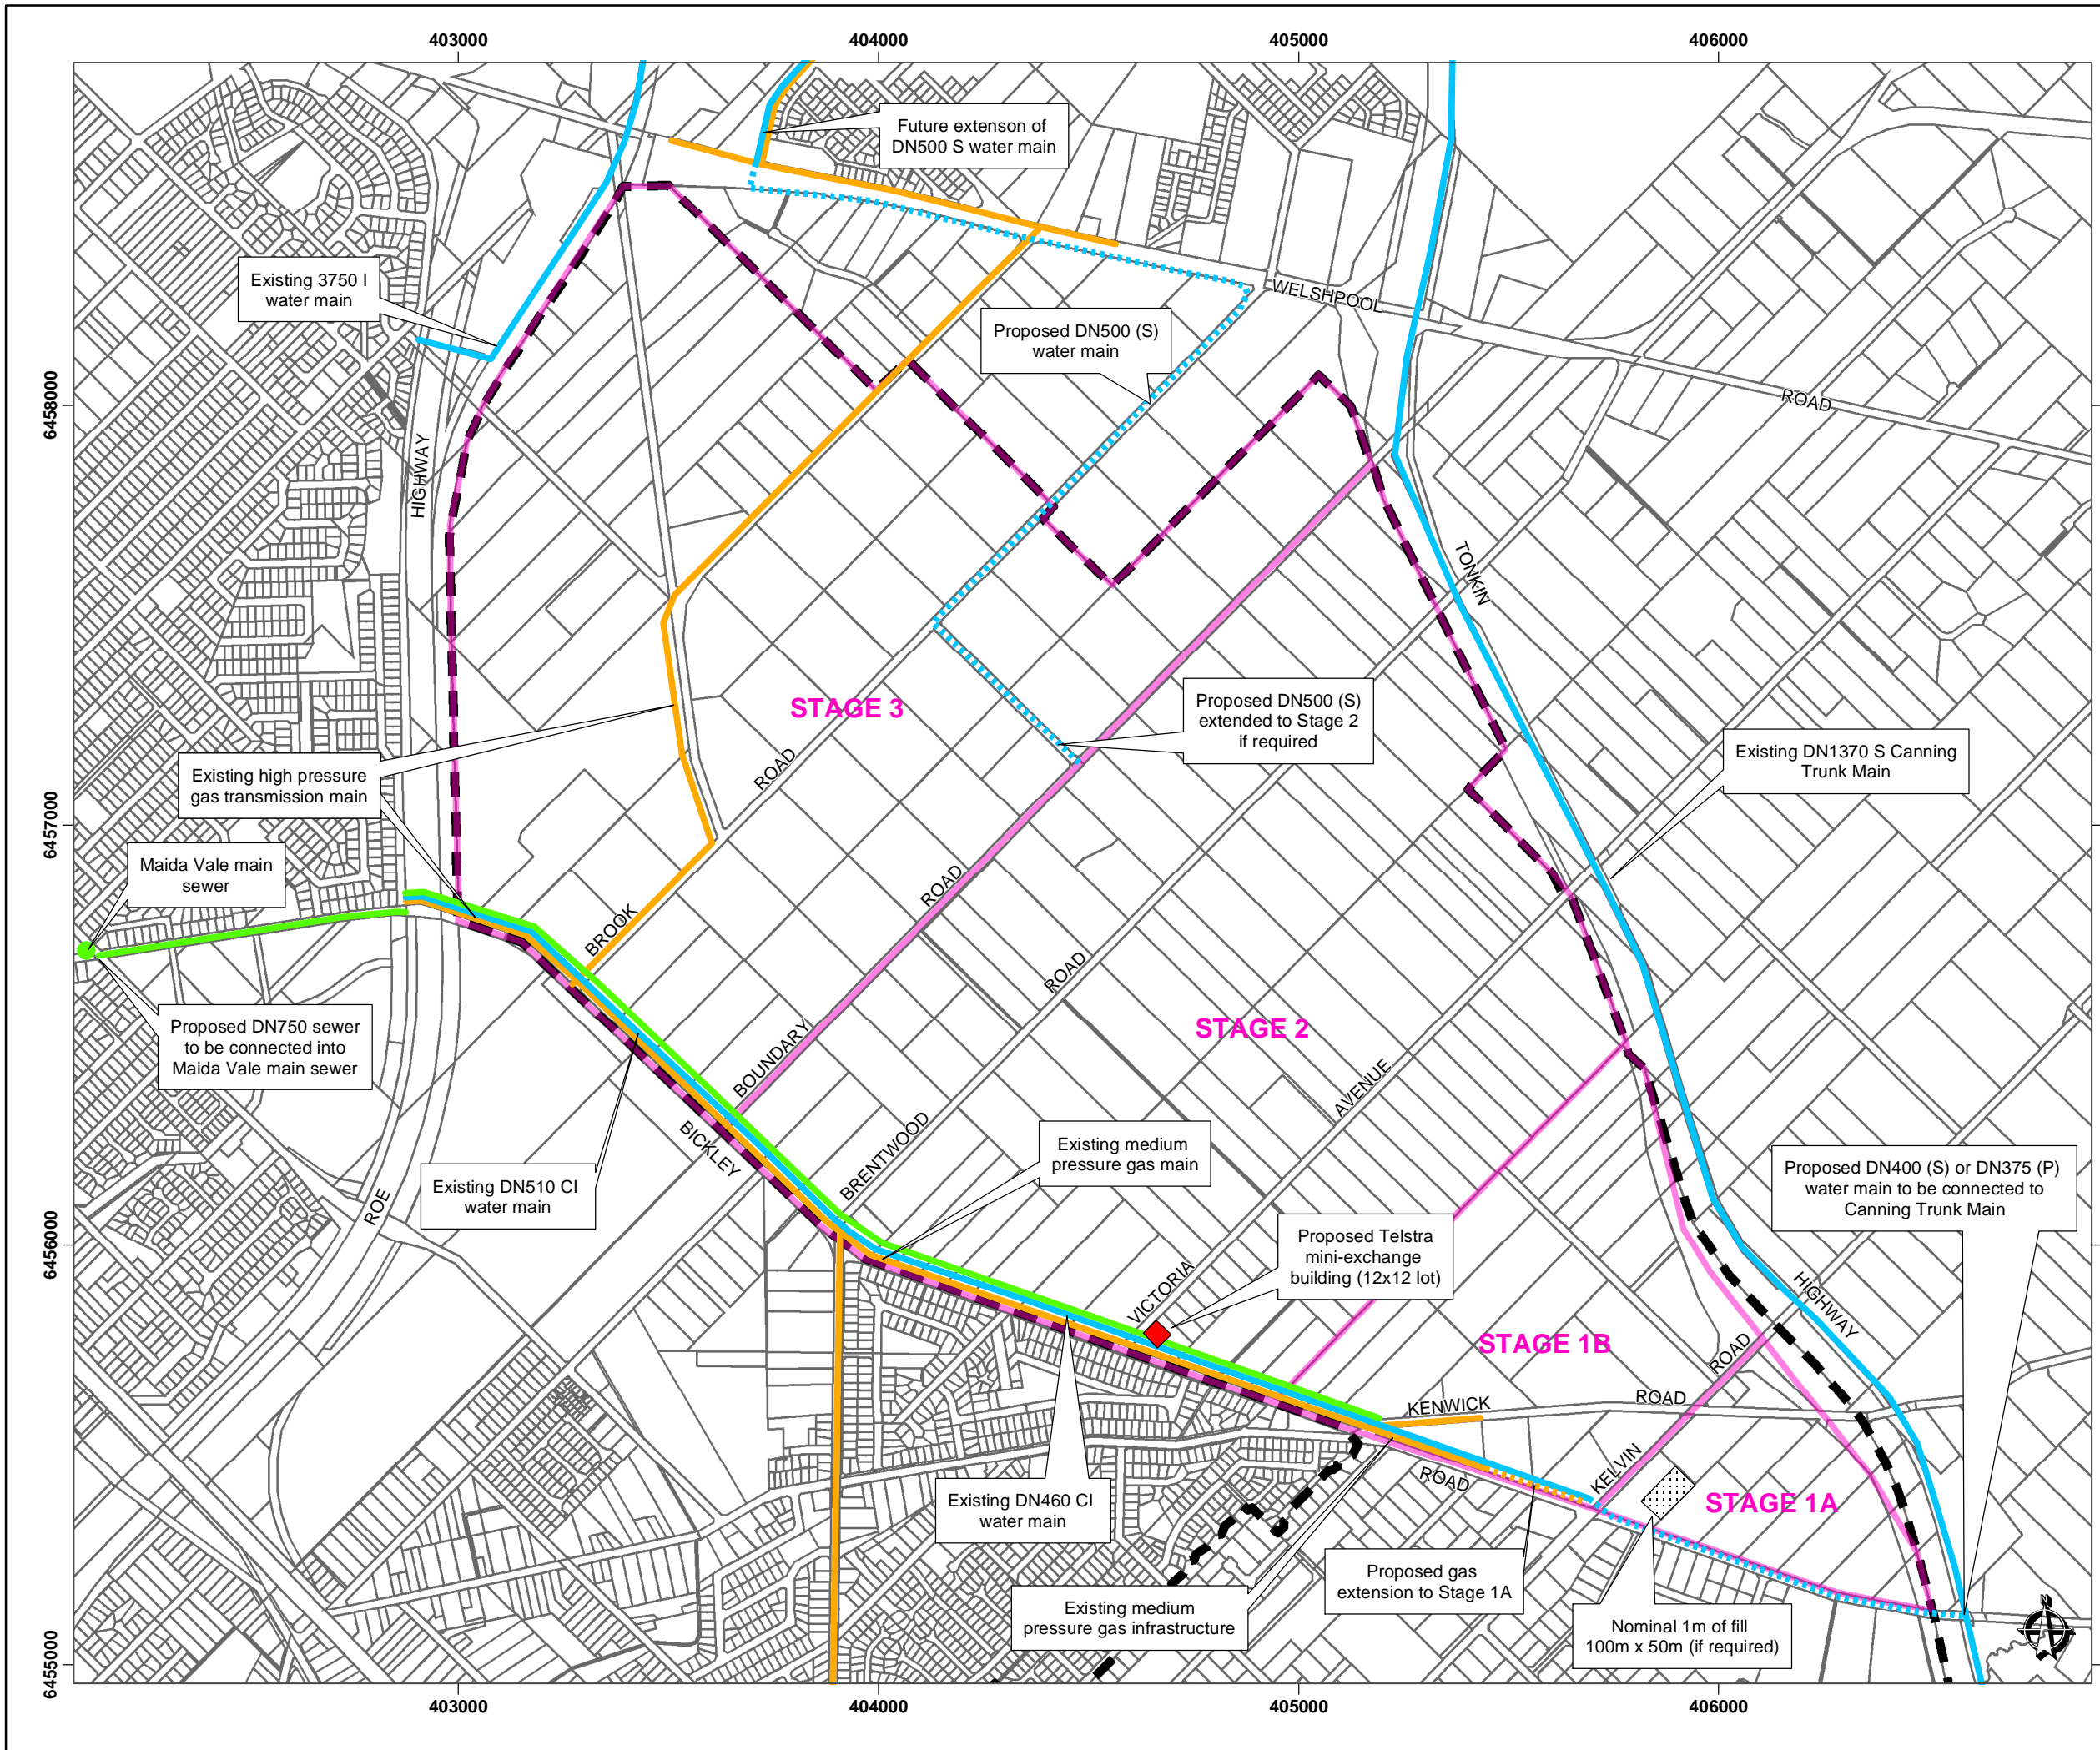 403000
404000
405000
406000
Future extenson of
DN500 S water main
Existing 3750 I
water main
WELSHPOOL
Proposed DN500 (S)
water main
6458000
ROAD
HIGHWAY
TONKIN
STAGE 3
Proposed DN500 (S)
extended to Stage 2
if required
Existing DN1370 S Canning
Trunk Main
ROAD
Existing high pressure
gas transmission main
6457000
Maida Vale main
sewer
ROAD
BROOK
ROAD
STAGE 2
Proposed DN750 sewer
to be connected into
Maida Vale main sewer
BOUNDARY
AVENUE
BICKLEY
BRENTWOOD
Existing medium
pressure gas main
Existing DN510 CI
water main
ROE
Proposed DN400 (S) or DN375 (P)
water main to be connected to
Canning Trunk Main
6456000
Proposed Telstra
mini-exchange
building (12x12 lot)
VICTORIA
HIGHWAY
STAGE 1B
ROAD
KENWICK
ROAD
ROAD
KELVIN
STAGE 1A
Existing DN460 CI
water main
Proposed gas
extension to Stage 1A
Existing medium
pressure gas infrastructure
Nominal 1m of fill
100m x 50m (if required)
N
6455000
403000
404000
405000
406000